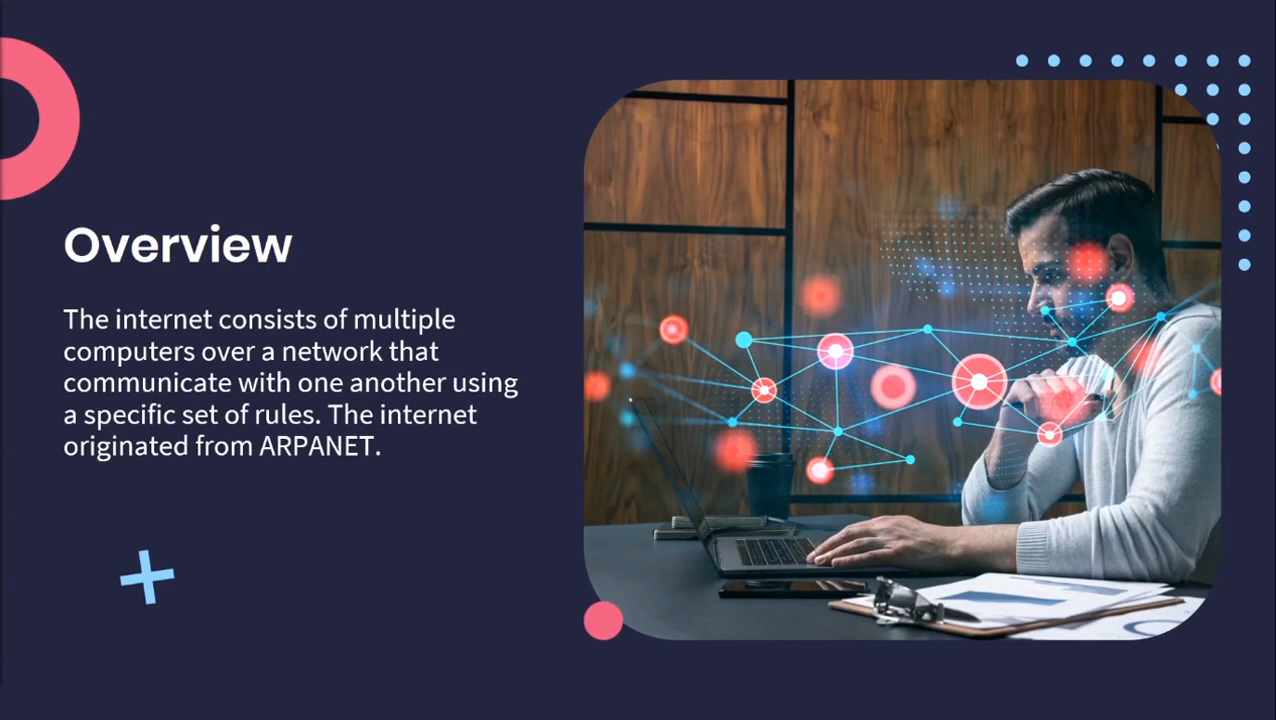 Overview
The internet consists of multiple
computers over a network that
communicate with one another using
a specific set of rules. The internet
originated from ARPANET.